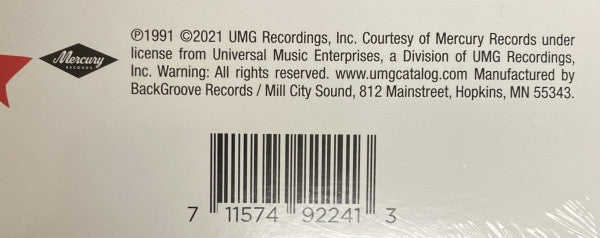 Mercury
RECORDS
℗1991 ©2021 UMG Recordings, Inc. Courtesy of Mercury Records under
license from Universal Music Enterprises, a Division of UMG Recordings,
Inc. Warning: All rights reserved. www.umgcatalog.com Manufactured by
BackGroove Records / Mill City Sound, 812 Mainstreet, Hopkins, MN 55343.
7 11574 92241 3